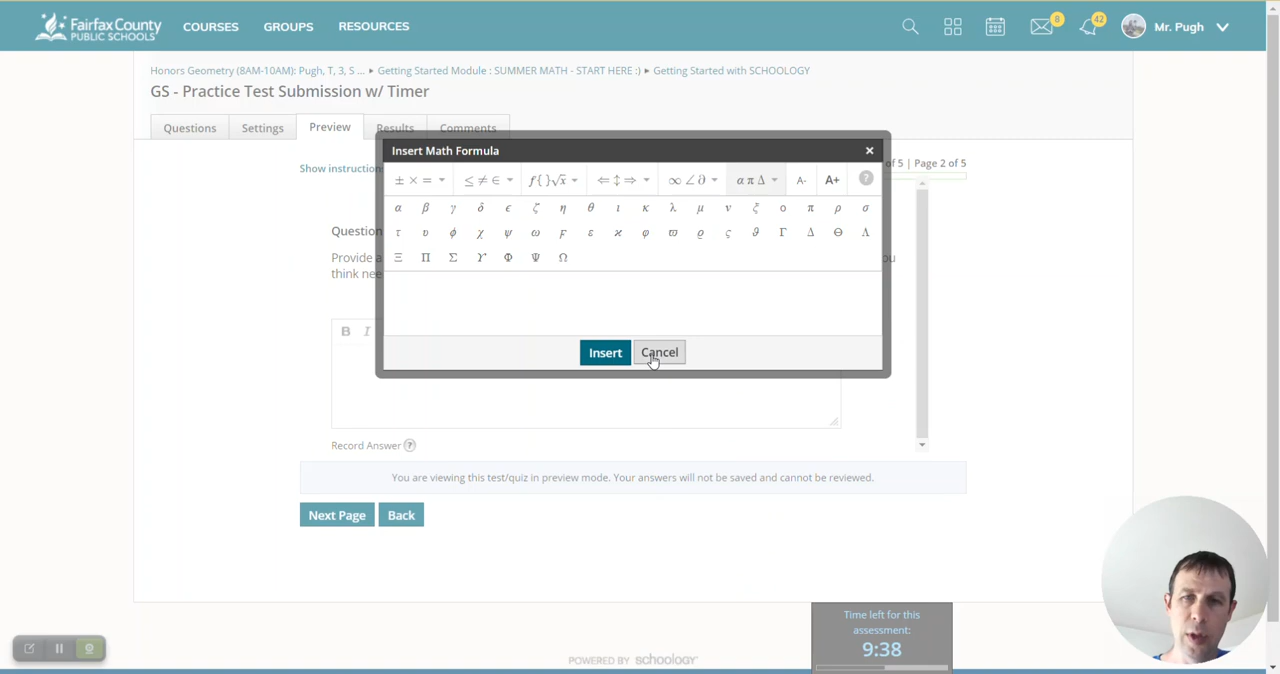 Fairfax County
PUBLIC SCHOOLS
COURSES
GROUPS
RESOURCES
8
42
Mr. Pugh
Honors Geometry (8AM-10AM): Pugh, T, 3, S ... ▸ Getting Started Module : SUMMER MATH - START HERE :) ▸ Getting Started with SCHOOLOGY
GS - Practice Test Submission w/ Timer
Questions
Settings
Preview
Results
Comments
Show instructions
of 5 | Page 2 of 5
Insert Math Formula
×
± × =
≤ ≠ ∈
f{ }√x
⇐ ⇕ ⇒
∞ ∠ ∂
α π Δ
A-
A+
?
α β γ δ ϵ ζ η θ ι κ λ μ ν ξ ο π ρ σ
τ υ ϕ χ ψ ω Ϝ ε ϰ φ ϖ ϱ ς ϑ Γ Δ Θ Λ
Ξ Π Σ ϒ Φ Ψ Ω
Insert
Cancel
Question
Provide a
ou
think nee
B I
Record Answer ?
You are viewing this test/quiz in preview mode. Your answers will not be saved and cannot be reviewed.
Next Page
Back
Time left for this
assessment:
9:38
POWERED BY schoology